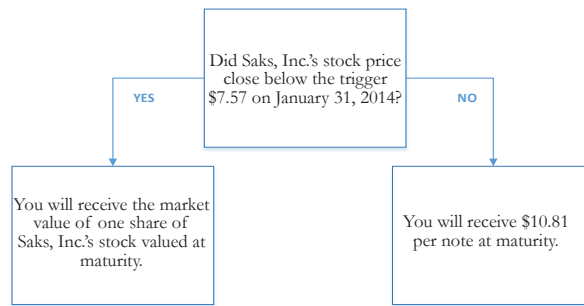 Did Saks, Inc.'s stock price
close below the trigger
$7.57 on January 31, 2014?
YES
NO
You will receive the market
value of one share of
Saks, Inc.'s stock valued at
maturity.
You will receive $10.81
per note at maturity.